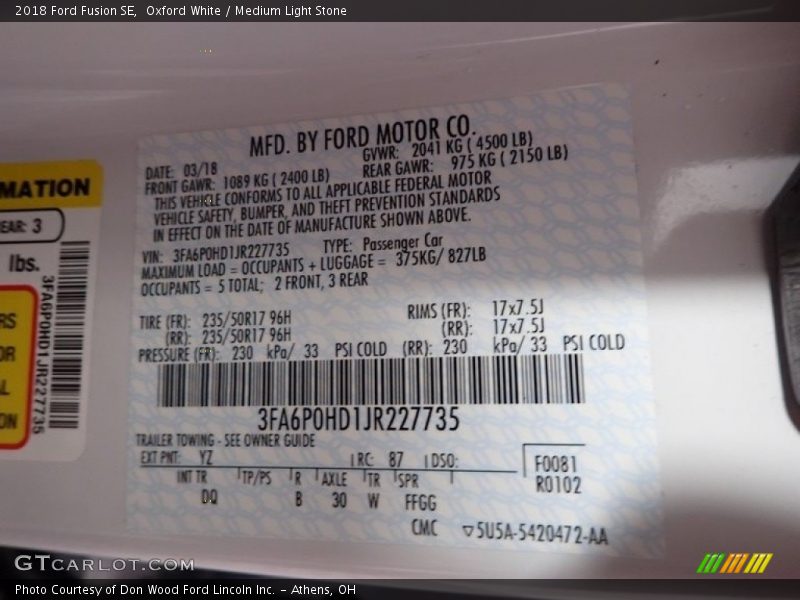 2018 Ford Fusion SE,  Oxford White / Medium Light Stone
MFD. BY FORD MOTOR CO.
DATE: 03/18 GVWR: 2041 KG ( 4500 LB)
FRONT GAWR: 1089 KG ( 2400 LB) REAR GAWR: 975 KG ( 2150 LB)
THIS VEHICLE CONFORMS TO ALL APPLICABLE FEDERAL MOTOR
VEHICLE SAFETY, BUMPER, AND THEFT PREVENTION STANDARDS
IN EFFECT ON THE DATE OF MANUFACTURE SHOWN ABOVE.
VIN: 3FA6P0HD1JR227735 TYPE: Passenger Car
MAXIMUM LOAD = OCCUPANTS + LUGGAGE = 375KG/ 827LB
OCCUPANTS = 5 TOTAL; 2 FRONT, 3 REAR
TIRE (FR): 235/50R17 96H RIMS (FR): 17x7.5J
(RR): 235/50R17 96H (RR): 17x7.5J
PRESSURE (FR): 230 kPa/ 33 PSI COLD (RR): 230 kPa/ 33 PSI COLD
3FA6P0HD1JR227735
TRAILER TOWING - SEE OWNER GUIDE
EXT PNT: YZ RC: 87 DSO: F0081
INT TR TP/PS R AXLE TR SPR R0102
DQ B 30 W FFGG
CMC ▽5U5A-5420472-AA
MATION
EAR: 3
lbs.
RS
OR
L
ON
3FA6P0HD1JR227735
GTCARLOT.COM
Photo Courtesy of Don Wood Ford Lincoln Inc. – Athens, OH